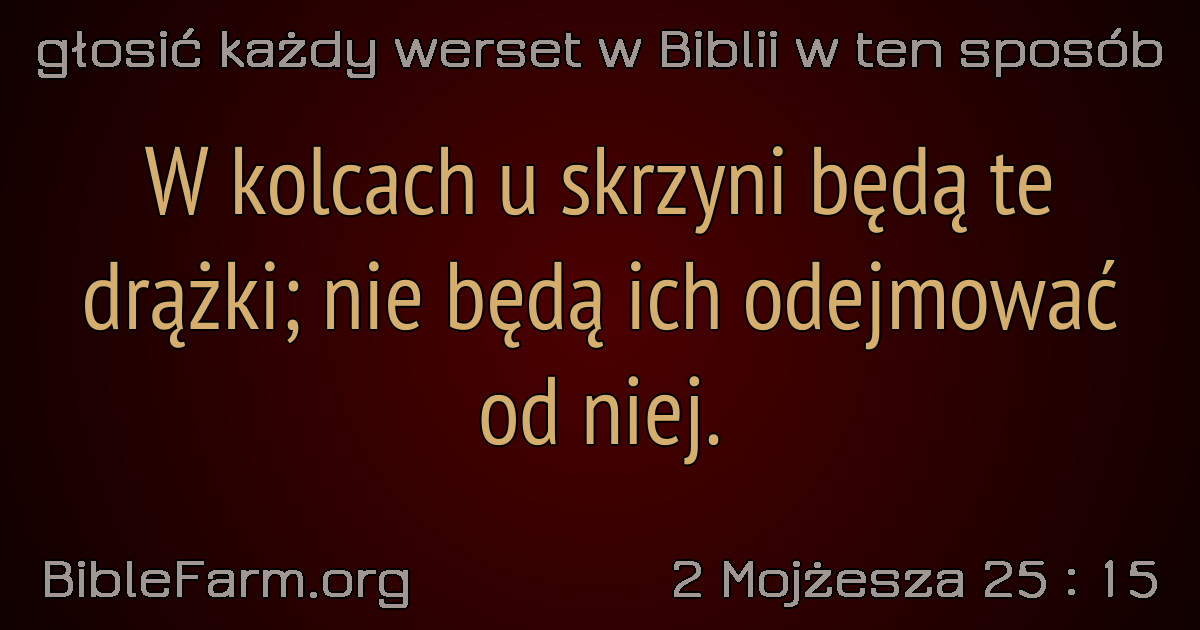 głosić każdy werset w Biblii w ten sposób
W kolcach u skrzyni będą te
drążki; nie będą ich odejmować
od niej.
BibleFarm.org
2 Mojżesza 25 : 15